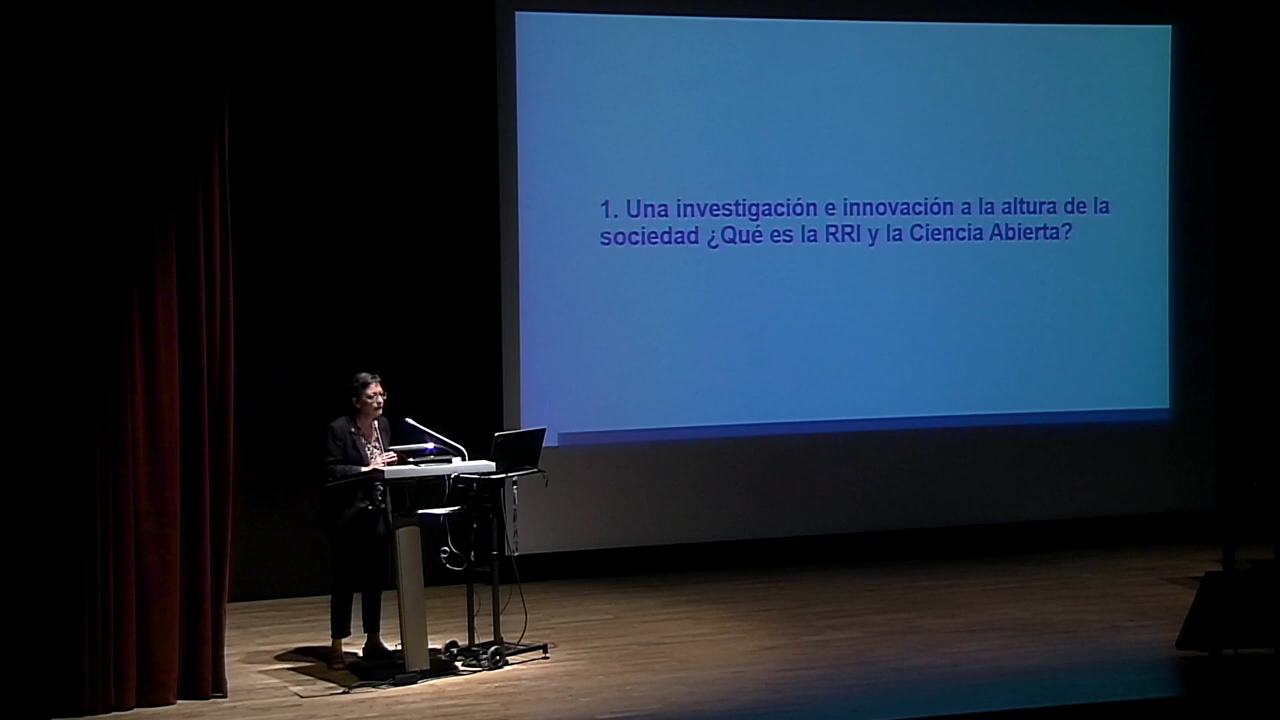 1. Una investigación e innovación a la altura de la
sociedad ¿Qué es la RRI y la Ciencia Abierta?